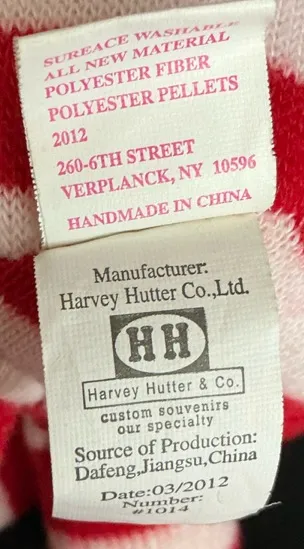 SUREACE WASHABLE
ALL NEW MATERIAL
POLYESTER FIBER
POLYESTER PELLETS
2012
260-6TH STREET
VERPLANCK, NY 10596
HANDMADE IN CHINA
Manufacturer:
Harvey Hutter Co.,Ltd.
HH
Harvey Hutter & Co.
custom souvenirs
our specialty
Source of Production:
Dafeng,Jiangsu,China
Date:03/2012
Number:
#1014